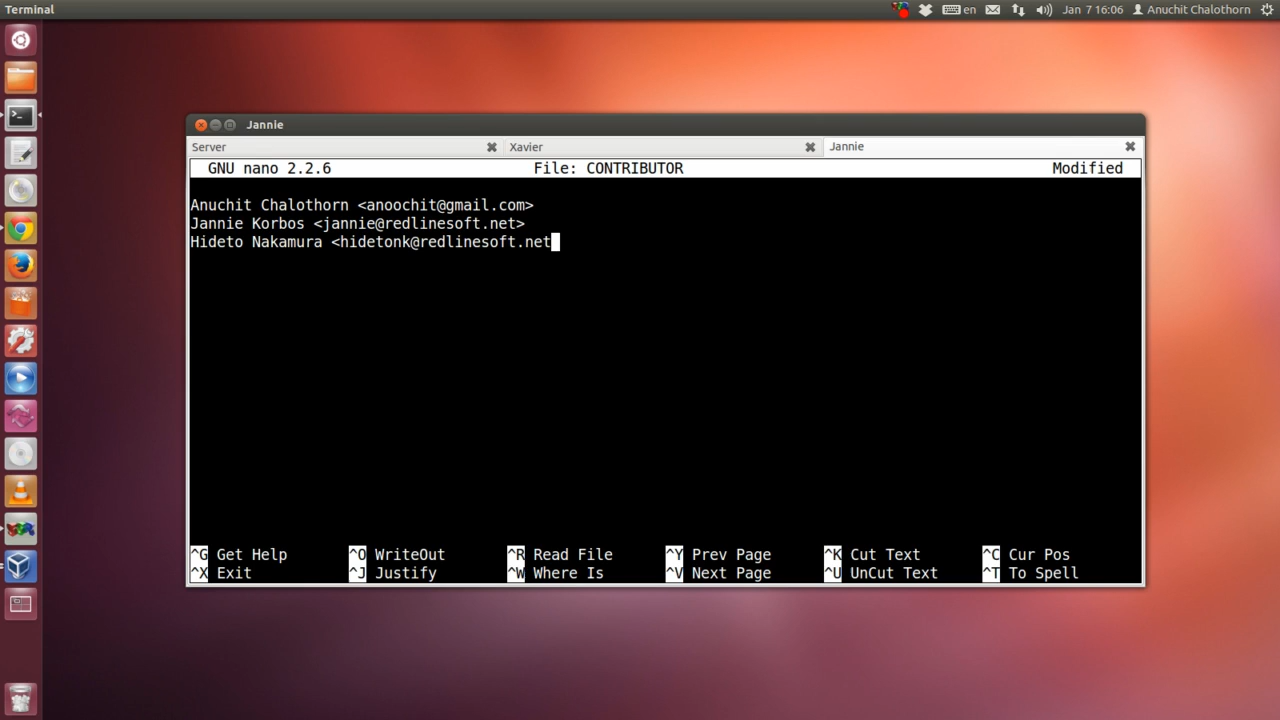 Terminal
en
Jan 7 16:06
Anuchit Chalothorn
Jannie
Server
Xavier
Jannie
GNU nano 2.2.6 File: CONTRIBUTOR Modified
Anuchit Chalothorn <anoochit@gmail.com>
Jannie Korbos <jannie@redlinesoft.net>
Hideto Nakamura <hidetonk@redlinesoft.net
^G Get Help ^O WriteOut ^R Read File ^Y Prev Page ^K Cut Text ^C Cur Pos
^X Exit ^J Justify ^W Where Is ^V Next Page ^U UnCut Text ^T To Spell